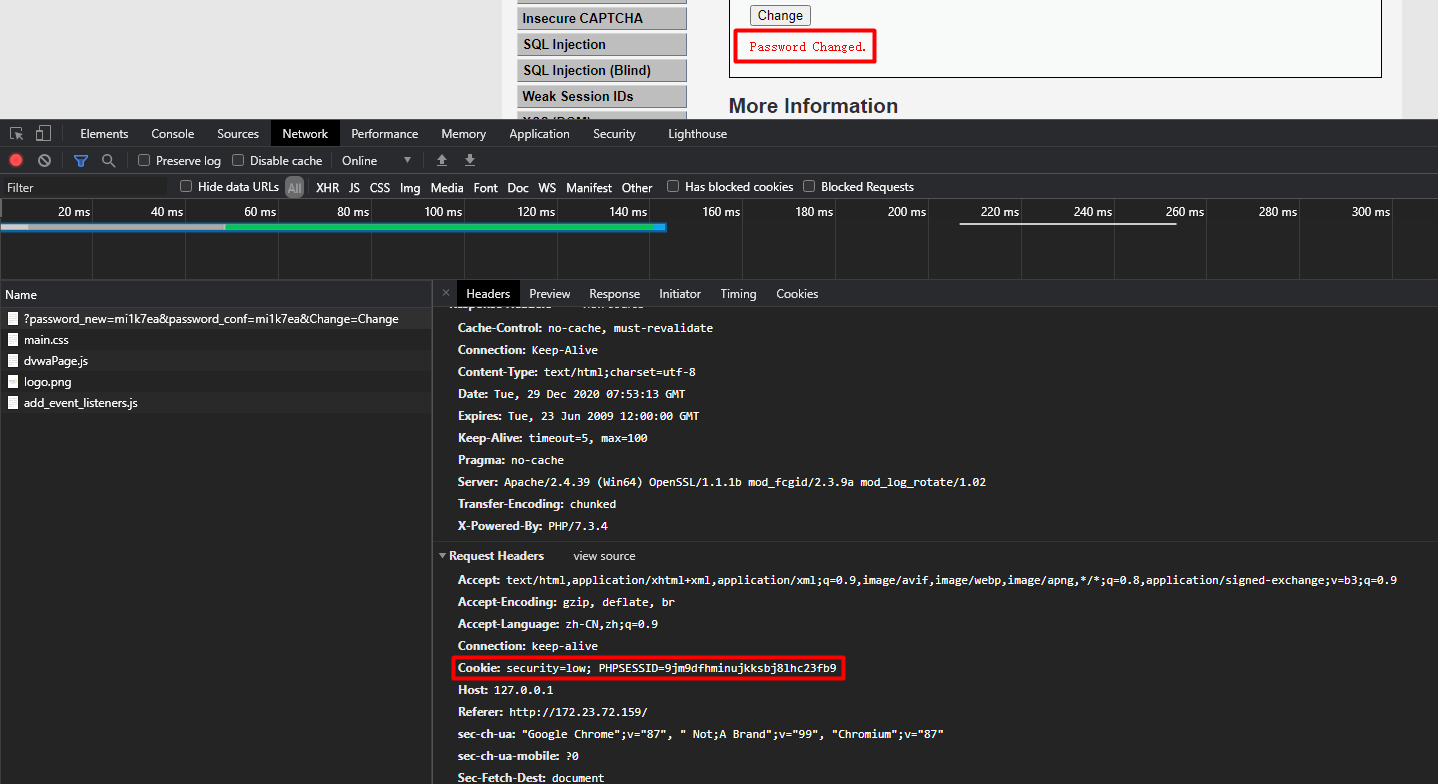 Insecure CAPTCHA
SQL Injection
SQL Injection (Blind)
Weak Session IDs
Change
Password Changed.
More Information
Elements Console Sources Network Performance Memory Application Security Lighthouse
Preserve log Disable cache Online
Filter Hide data URLs All XHR JS CSS Img Media Font Doc WS Manifest Other Has blocked cookies Blocked Requests
20 ms 40 ms 60 ms 80 ms 100 ms 120 ms 140 ms 160 ms 180 ms 200 ms 220 ms 240 ms 260 ms 280 ms 300 ms
Name
?password_new=mi1k7ea&password_conf=mi1k7ea&Change=Change
main.css
dvwaPage.js
logo.png
add_event_listeners.js
Headers Preview Response Initiator Timing Cookies
Cache-Control: no-cache, must-revalidate
Connection: Keep-Alive
Content-Type: text/html;charset=utf-8
Date: Tue, 29 Dec 2020 07:53:13 GMT
Expires: Tue, 23 Jun 2009 12:00:00 GMT
Keep-Alive: timeout=5, max=100
Pragma: no-cache
Server: Apache/2.4.39 (Win64) OpenSSL/1.1.1b mod_fcgid/2.3.9a mod_log_rotate/1.02
Transfer-Encoding: chunked
X-Powered-By: PHP/7.3.4
Request Headers view source
Accept: text/html,application/xhtml+xml,application/xml;q=0.9,image/avif,image/webp,image/apng,*/*;q=0.8,application/signed-exchange;v=b3;q=0.9
Accept-Encoding: gzip, deflate, br
Accept-Language: zh-CN,zh;q=0.9
Connection: keep-alive
Cookie: security=low; PHPSESSID=9jm9dfhminujkksbj8lhc23fb9
Host: 127.0.0.1
Referer: http://172.23.72.159/
sec-ch-ua: "Google Chrome";v="87", " Not;A Brand";v="99", "Chromium";v="87"
sec-ch-ua-mobile: ?0
Sec-Fetch-Dest: document